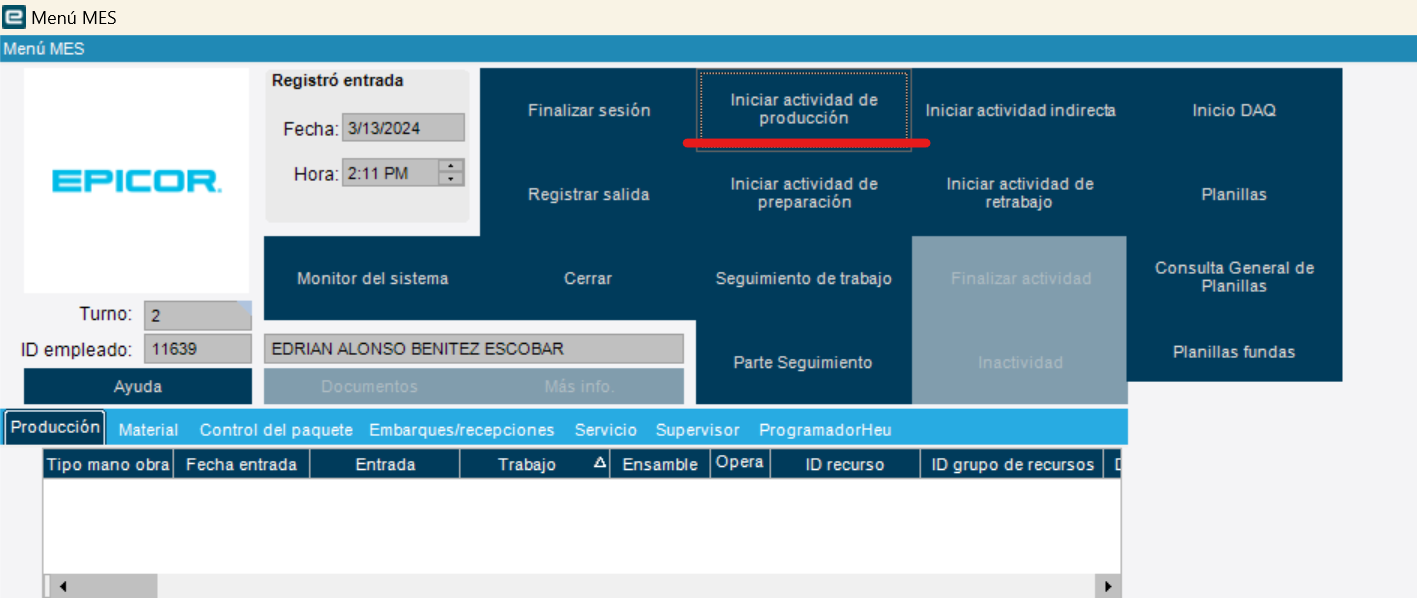 Menú MES
Menú MES
EPICOR.
Registró entrada
Fecha: 3/13/2024
Hora: 2:11 PM
Finalizar sesión
Iniciar actividad de
producción
Iniciar actividad indirecta
Inicio DAQ
Registrar salida
Iniciar actividad de
preparación
Iniciar actividad de
retrabajo
Planillas
Monitor del sistema
Cerrar
Seguimiento de trabajo
Finalizar actividad
Consulta General de
Planillas
Turno: 2
ID empleado: 11639
EDRIAN ALONSO BENITEZ ESCOBAR
Parte Seguimiento
Inactividad
Planillas fundas
Ayuda
Documentos
Más info.
Producción Material Control del paquete Embarques/recepciones Servicio Supervisor ProgramadorHeu
Tipo mano obra Fecha entrada Entrada Trabajo Ensamble Opera ID recurso ID grupo de recursos